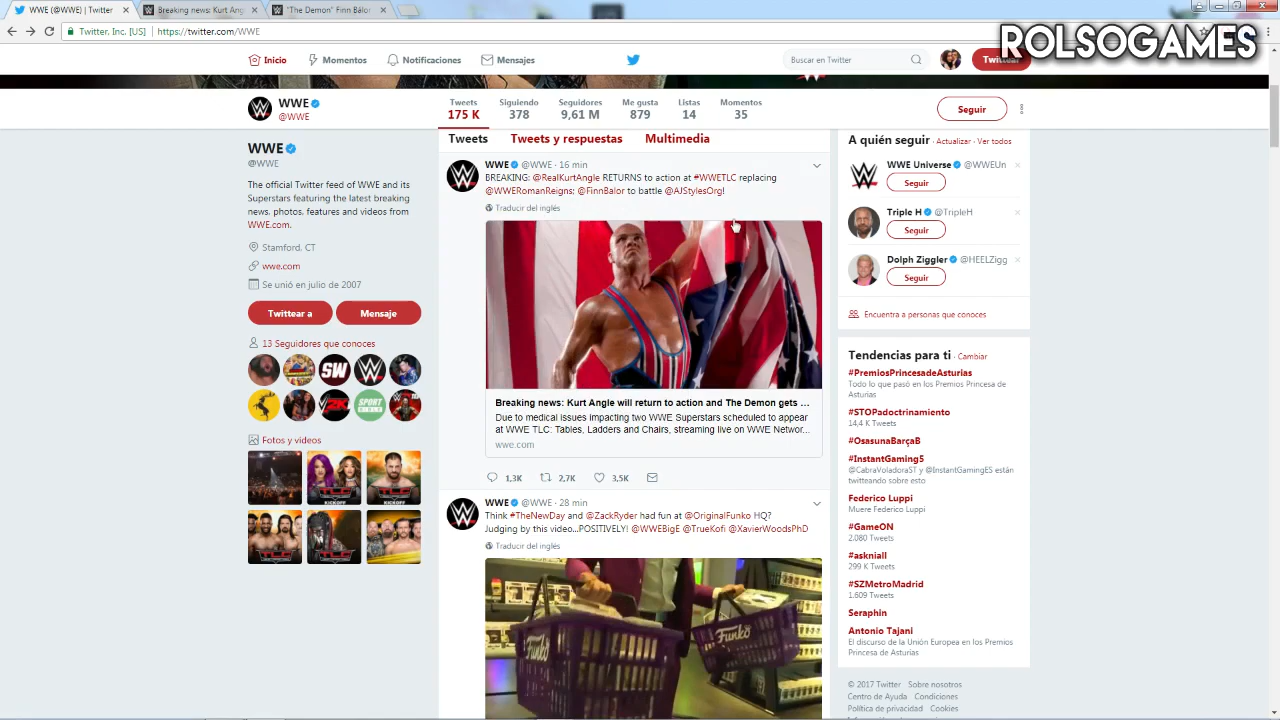 WWE (@WWE) | Twitter
Breaking news: Kurt Ang
"The Demon" Finn Bálor
Twitter, Inc. [US]
https://twitter.com/WWE
ROLSOGAMES
Inicio
Momentos
Notificaciones
Mensajes
Buscar en Twitter
Twittear
WWE
@WWE
Tweets
175 K
Siguiendo
378
Seguidores
9,61 M
Me gusta
879
Listas
14
Momentos
35
Seguir
WWE
@WWE
The official Twitter feed of WWE and its
Superstars featuring the latest breaking
news, photos, features and videos from
WWE.com.
Stamford, CT
wwe.com
Se unió en julio de 2007
Twittear a
Mensaje
13 Seguidores que conoces
Fotos y videos
Tweets
Tweets y respuestas
Multimedia
WWE @WWE · 16 min
BREAKING: @RealKurtAngle RETURNS to action at #WWETLC replacing
@WWERomanReigns; @FinnBalor to battle @AJStylesOrg!
Traducir del inglés
Breaking news: Kurt Angle will return to action and The Demon gets ...
Due to medical issues impacting two WWE Superstars scheduled to appear
at WWE TLC: Tables, Ladders and Chairs, streaming live on WWE Networ...
wwe.com
1,3K
2,7K
3,5K
WWE @WWE · 28 min
Think #TheNewDay and @ZackRyder had fun at @OriginalFunko HQ?
Judging by this video...POSITIVELY! @WWEBigE @TrueKofi @XavierWoodsPhD
Traducir del inglés
Funko
Funko
A quién seguir · Actualizar · Ver todos
WWE Universe @WWEUn
Seguir
Triple H @TripleH
Seguir
Dolph Ziggler @HEELZigg
Seguir
Encuentra a personas que conoces
Tendencias para ti · Cambiar
#PremiosPrincesadeAsturias
Todo lo que pasó en los Premios Princesa de
Asturias
#STOPadoctrinamiento
14,4 K Tweets
#OsasunaBarçaB
#InstantGaming5
@CabraVoladoraST y @InstantGamingES están
twitteando sobre esto
Federico Luppi
Muere Federico Luppi
#GameON
2.080 Tweets
#askniall
299 K Tweets
#SZMetroMadrid
1.609 Tweets
Seraphin
Antonio Tajani
El discurso de la Unión Europea en los Premios
Princesa de Asturias
© 2017 Twitter Sobre nosotros
Centro de Ayuda Condiciones
Política de privacidad Cookies